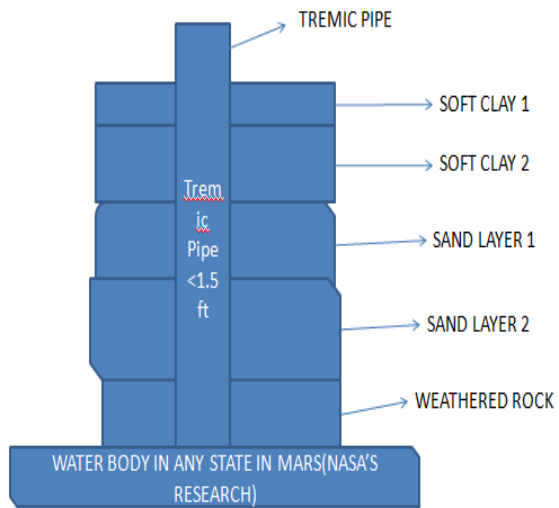 TREMIC PIPE
SOFT CLAY 1
SOFT CLAY 2
Trem
ic
Pipe
<1.5
ft
SAND LAYER 1
SAND LAYER 2
WEATHERED ROCK
WATER BODY IN ANY STATE IN MARS(NASA'S
RESEARCH)